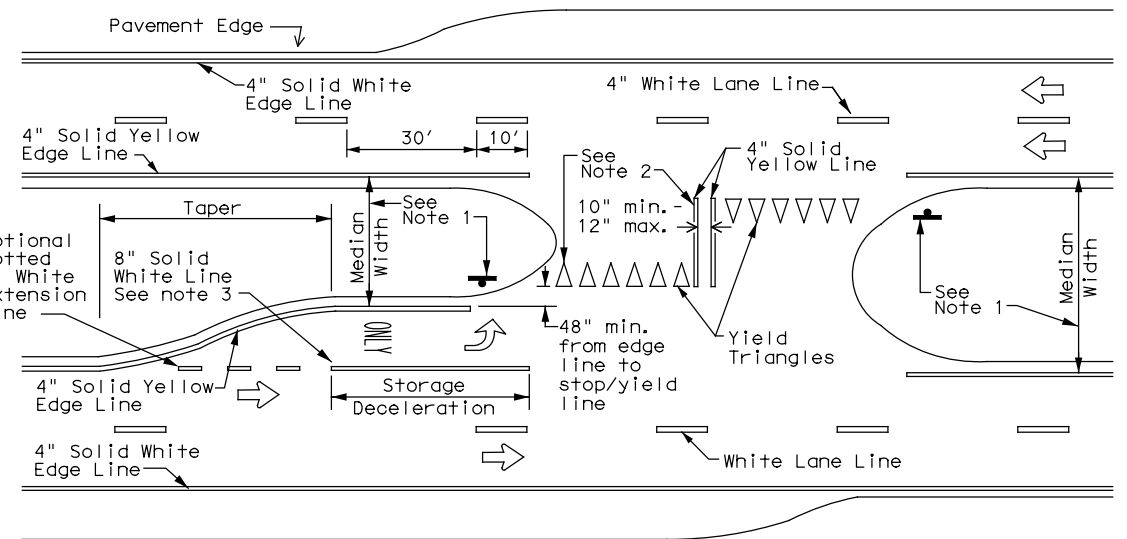 Pavement Edge
4" Solid White
Edge Line
4" White Lane Line
4" Solid Yellow
Edge Line
30'
10'
See
Note 2
4" Solid
Yellow Line
Taper
See
Note 1
10" min.
12" max.
Median
Width
8" Solid
White Line
See note 3
White
ONLY
48" min.
from edge
line to
stop/yield
line
Yield
Triangles
See
Note 1
Median
Width
4" Solid Yellow
Edge Line
Storage
Deceleration
4" Solid White
Edge Line
White Lane Line